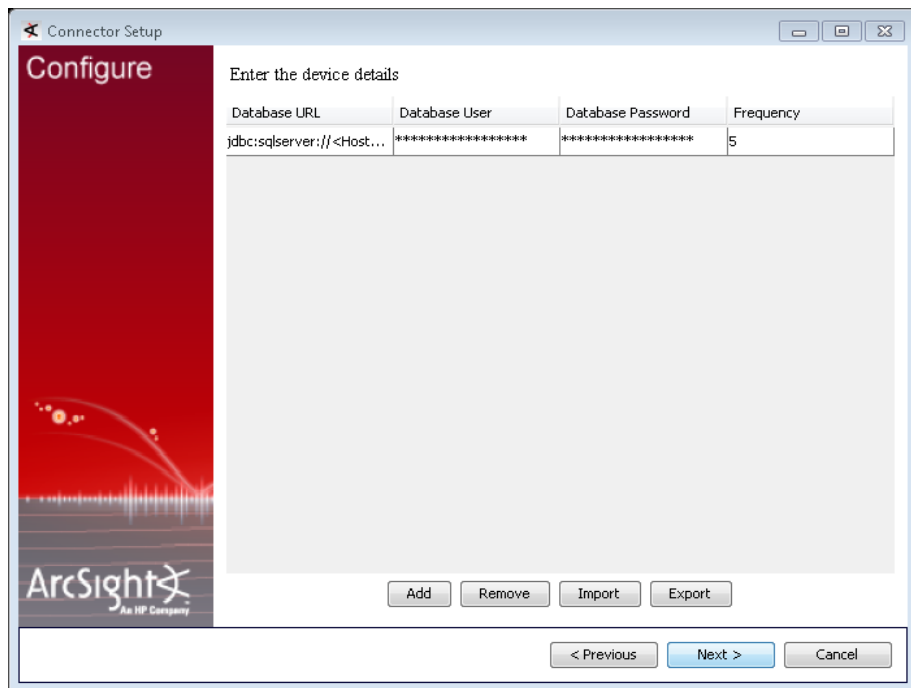 Connector Setup
Configure
Enter the device details
Database URL Database User Database Password Frequency
jdbc:sqlserver://<Host... ***************** ***************** 5
ArcSight
An HP Company
Add Remove Import Export
< Previous Next > Cancel